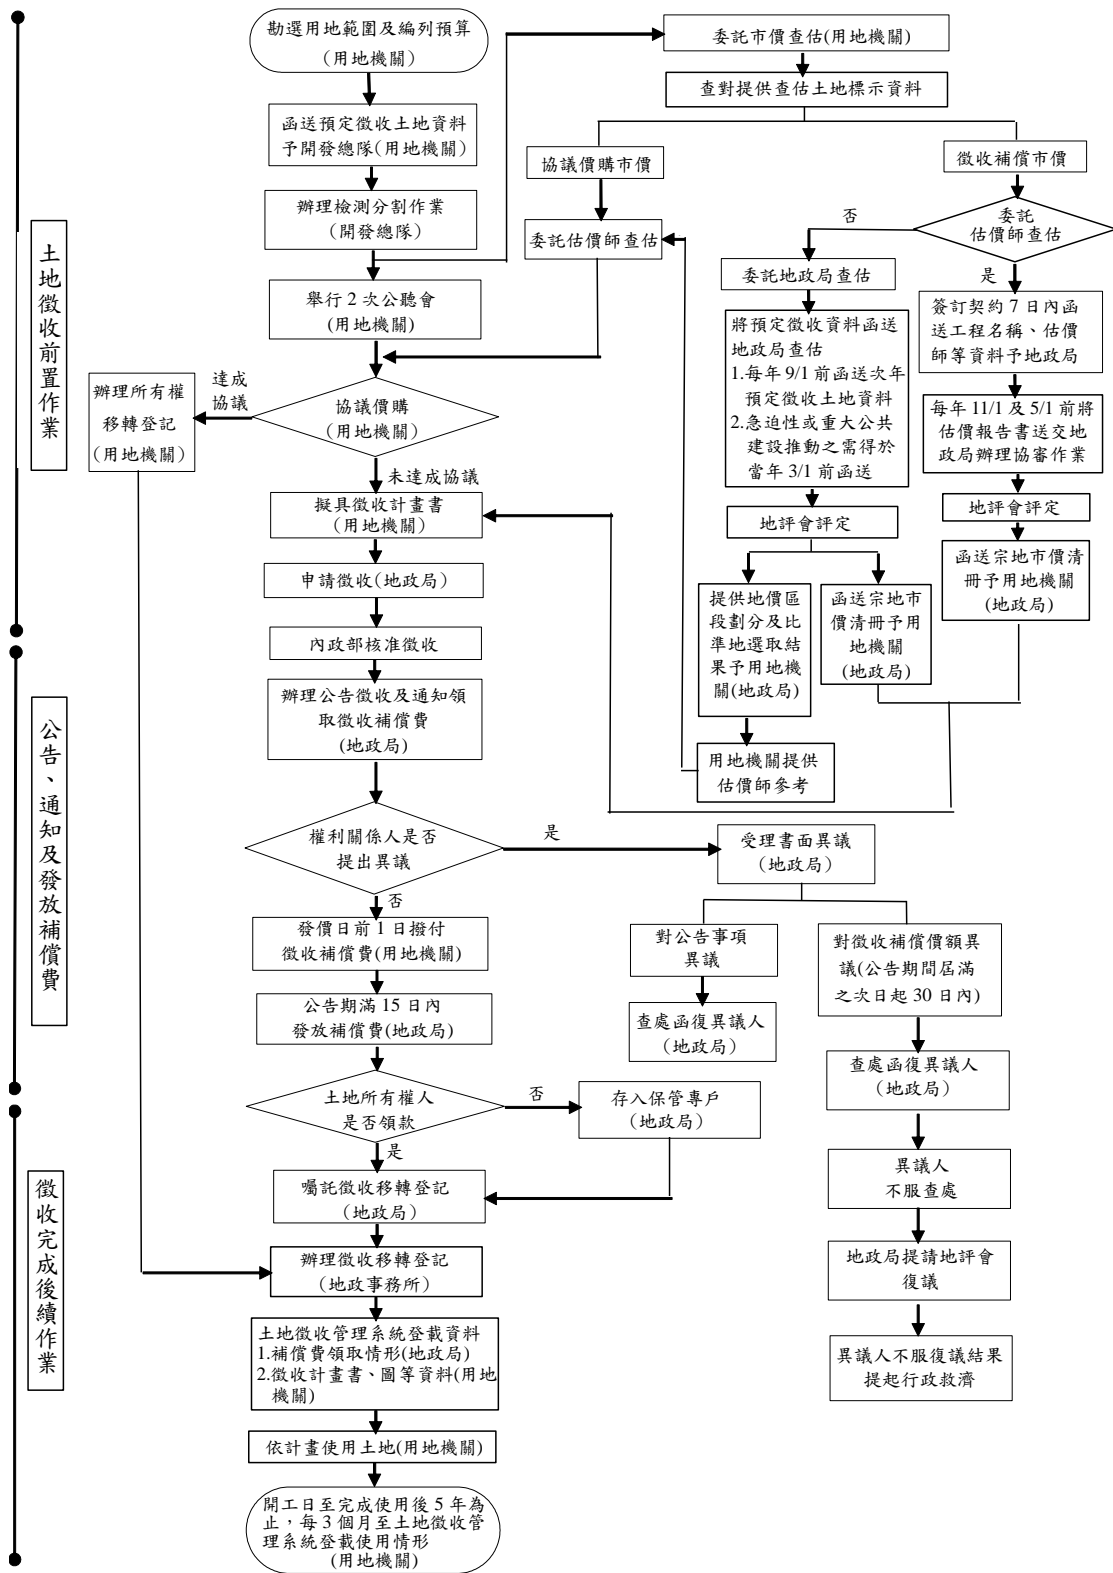 勘選用地範圍及編列預算
(用地機關)
函送預定徵收土地資料
予開發總隊(用地機關)
辦理檢測分割作業
(開發總隊)
舉行 2 次公聽會
(用地機關)
協議價購
(用地機關)
達成
協議
辦理所有權
移轉登記
(用地機關)
未達成協議
擬具徵收計畫書
(用地機關)
申請徵收(地政局)
土地徵收前置作業
委託市價查估(用地機關)
查對提供查估土地標示資料
協議價購市價
委託估價師查估
徵收補償市價
委託
估價師查估
否
委託地政局查估
將預定徵收資料函送
地政局查估
1.每年 9/1 前函送次年
預定徵收土地資料
2.急迫性或重大公共
建設推動之需得於
當年 3/1 前函送
地評會評定
提供地價區
段劃分及比
準地選取結
果予用地機
關(地政局)
用地機關提供
估價師參考
函送宗地市
價清冊予用
地機關
(地政局)
是
簽訂契約 7 日內函
送工程名稱、估價
師等資料予地政局
每年 11/1 及 5/1 前將
估價報告書送交地
政局辦理協審作業
地評會評定
函送宗地市價清
冊予用地機關
(地政局)
內政部核准徵收
辦理公告徵收及通知領
取徵收補償費
(地政局)
權利關係人是否
提出異議
否
發價日前 1 日撥付
徵收補償費(用地機關)
公告期滿 15 日內
發放補償費(地政局)
公告、通知及發放補償費
是
受理書面異議
(地政局)
對公告事項
異議
查處函復異議人
(地政局)
對徵收補償價額異
議(公告期間屆滿
之次日起 30 日內)
查處函復異議人
(地政局)
異議人
不服查處
地政局提請地評會
復議
異議人不服復議結果
提起行政救濟
土地所有權人
是否領款
否
存入保管專戶
(地政局)
是
囑託徵收移轉登記
(地政局)
辦理徵收移轉登記
(地政事務所)
土地徵收管理系統登載資料
1.補償費領取情形(地政局)
2.徵收計畫書、圖等資料(用地
機關)
依計畫使用土地(用地機關)
開工日至完成使用後 5 年為
止，每 3 個月至土地徵收管
理系統登載使用情形
(用地機關)
徵收完成後續作業